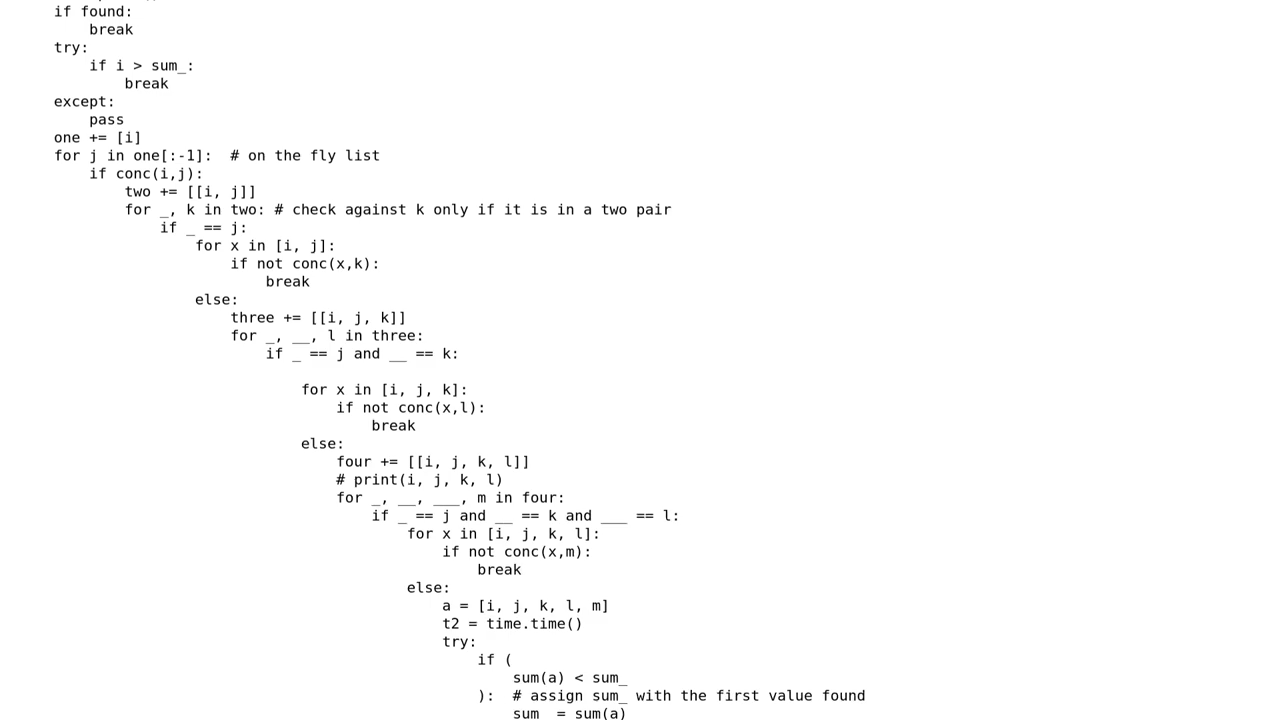 if found:
    break
try:
    if i > sum_:
        break
except:
    pass
one += [i]
for j in one[:-1]:  # on the fly list
    if conc(i,j):
        two += [[i, j]]
        for _, k in two: # check against k only if it is in a two pair
            if _ == j:
                for x in [i, j]:
                    if not conc(x,k):
                        break
                else:
                    three += [[i, j, k]]
                    for _, __, l in three:
                        if _ == j and __ == k:

                            for x in [i, j, k]:
                                if not conc(x,l):
                                    break
                            else:
                                four += [[i, j, k, l]]
                                # print(i, j, k, l)
                                for _, __, ___, m in four:
                                    if _ == j and __ == k and ___ == l:
                                        for x in [i, j, k, l]:
                                            if not conc(x,m):
                                                break
                                        else:
                                            a = [i, j, k, l, m]
                                            t2 = time.time()
                                            try:
                                                if (
                                                    sum(a) < sum_
                                                ):  # assign sum_ with the first value found
                                                    sum_ = sum(a)